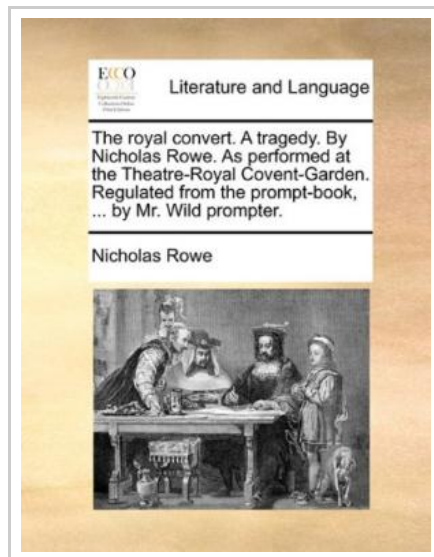 ECCO
Literature and Language
The royal convert. A tragedy. By
Nicholas Rowe. As performed at
the Theatre-Royal Covent-Garden.
Regulated from the prompt-book,
... by Mr. Wild prompter.
Nicholas Rowe